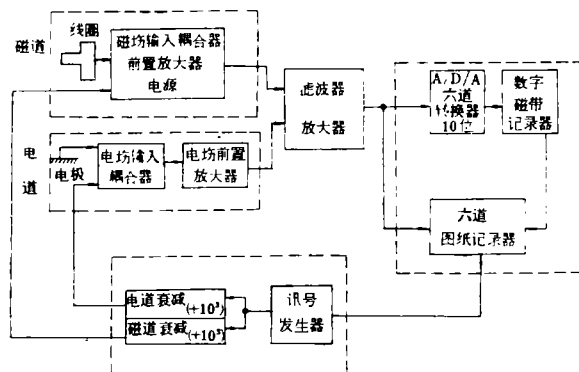 磁道
线圈
磁场输入耦合器
前置放大器
电源
滤波器
放大器
A/D/A
六道
转换器
10位
数字
磁带
记录器
电
道
电极
电场输入
耦合器
电场前置
放大器
六道
图纸记录器
电道衰减(÷10³)
磁道衰减(÷10³)
讯号
发生器